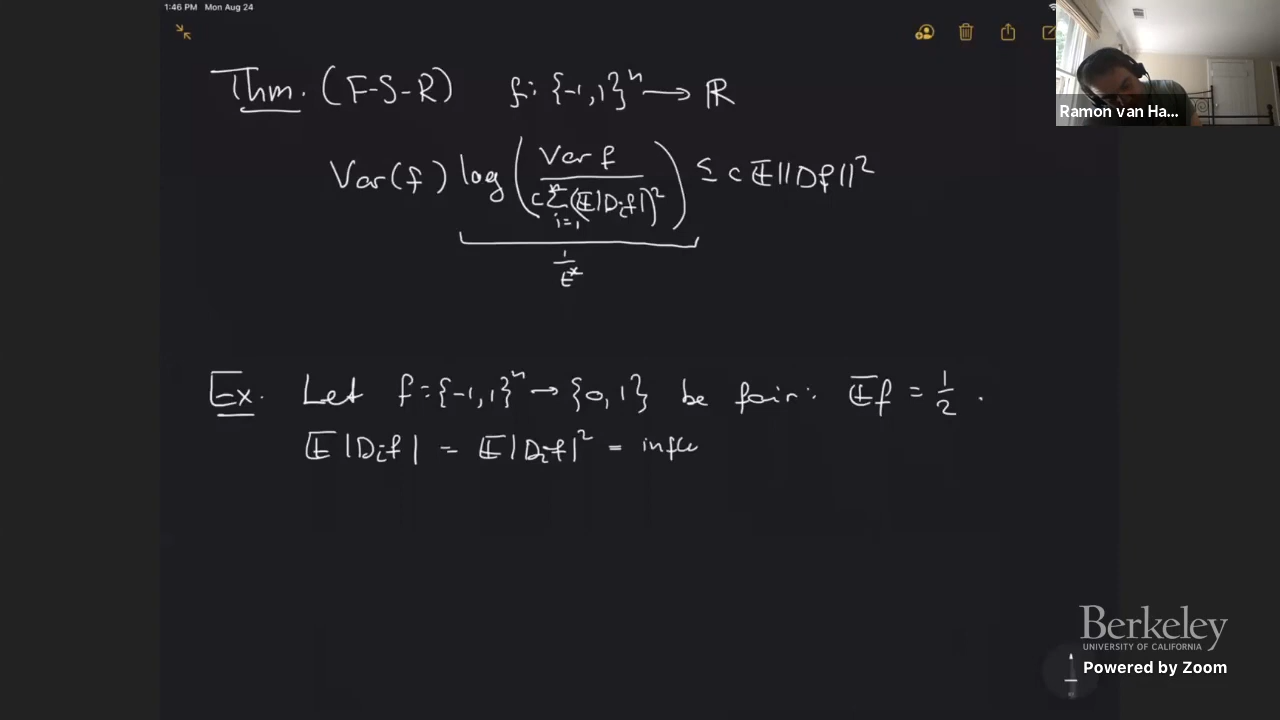 1:46 PM Mon Aug 24
Ramon van Ha...
Thm. (F-S-R) f: {-1,1}^n → ℝ
Var(f) log( Var f / (c Σ_{i=1}^n (𝔼|D_i f|)^2) ) ≤ c 𝔼||Df||^2
1/t*
Ex. Let f: {-1,1}^n → {0,1} be fair: 𝔼f = 1/2.
𝔼|D_i f| = 𝔼|D_i f|^2 = influ
Berkeley
UNIVERSITY OF CALIFORNIA
Powered by Zoom